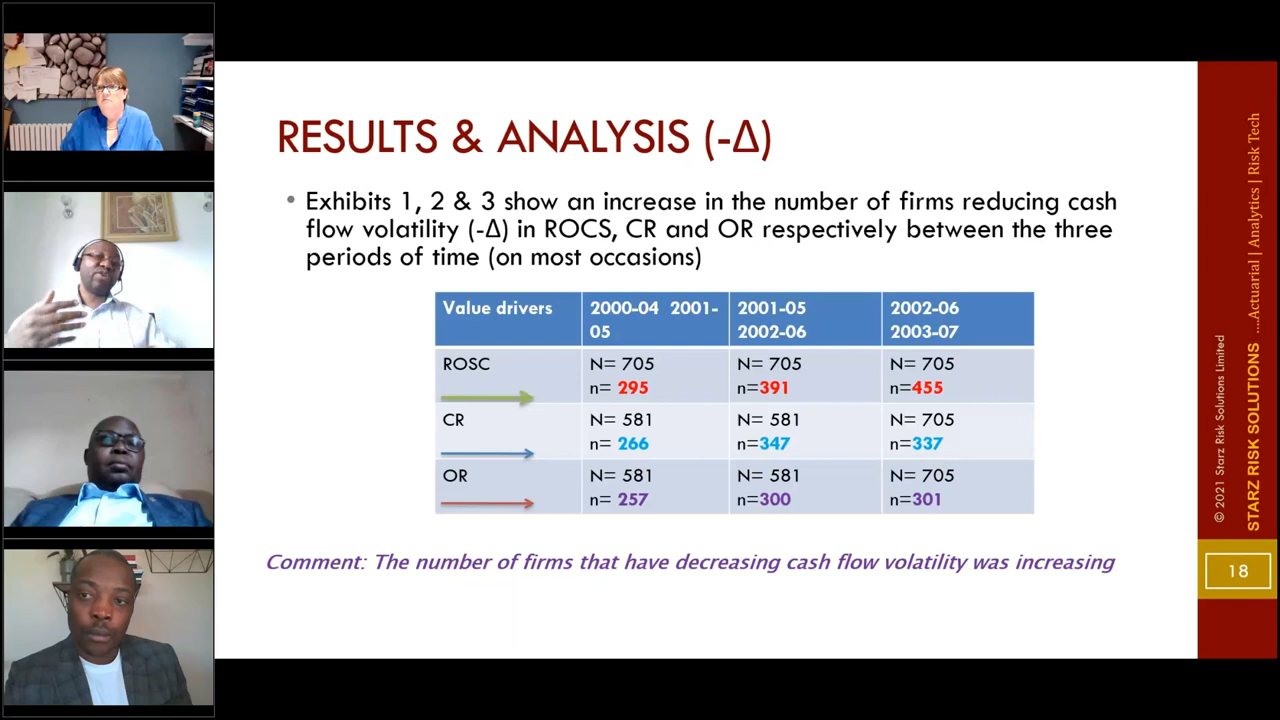 RESULTS & ANALYSIS (-Δ)
• Exhibits 1, 2 & 3 show an increase in the number of firms reducing cash
flow volatility (-Δ) in ROCS, CR and OR respectively between the three
periods of time (on most occasions)
Value drivers
2000-04 2001-
05
2001-05
2002-06
2002-06
2003-07
ROSC
N= 705
n= 295
N= 705
n=391
N= 705
n=455
CR
N= 581
n= 266
N= 581
n=347
N= 705
n=337
OR
N= 581
n= 257
N= 581
n=300
N= 705
n=301
Comment: The number of firms that have decreasing cash flow volatility was increasing
© 2021 Starz Risk Solutions Limited
STARZ RISK SOLUTIONS ....Actuarial | Analytics | Risk Tech
18